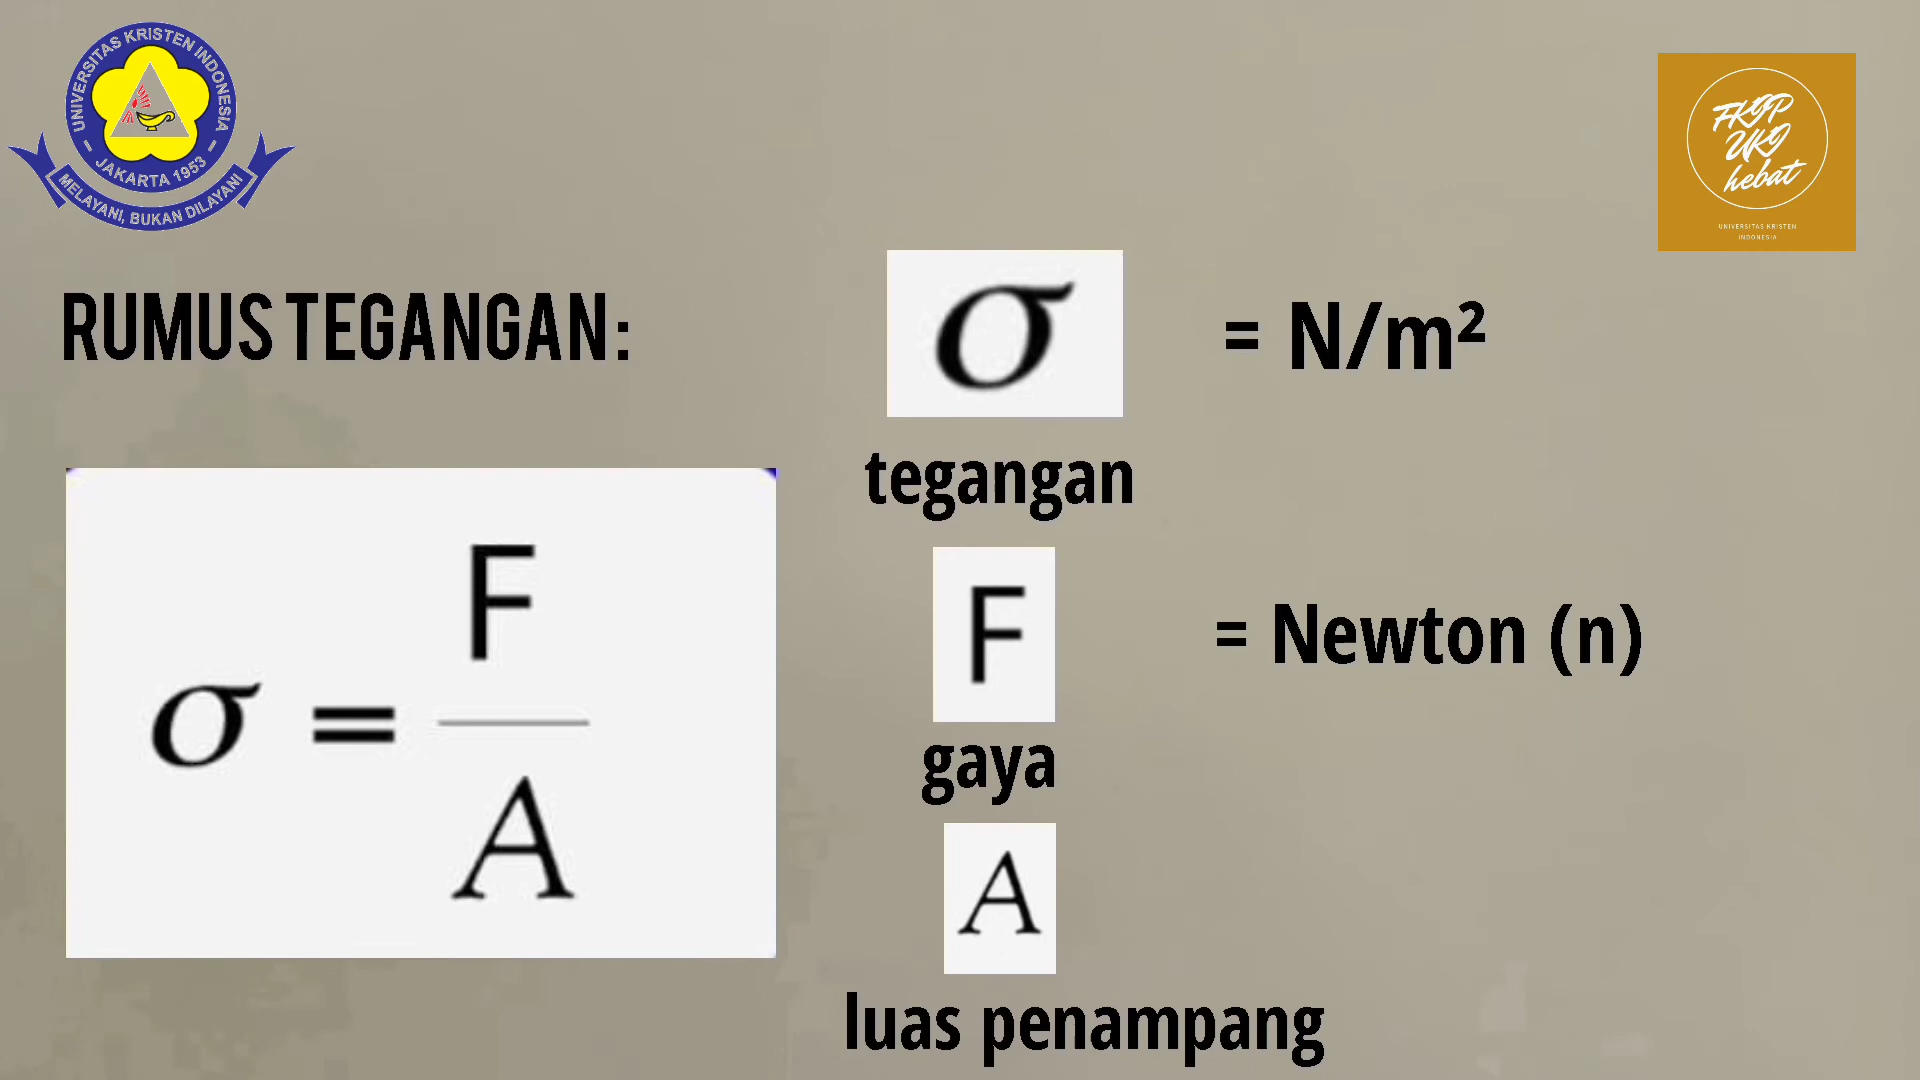 UNIVERSITAS KRISTEN INDONESIA
JAKARTA 1953
MELAYANI, BUKAN DILAYANI
FKIP
UKI
hebat
UNIVERSITAS KRISTEN
INDONESIA
RUMUS TEGANGAN:
σ = N/m²
tegangan
σ = F
A
F = Newton (n)
gaya
A
luas penampang